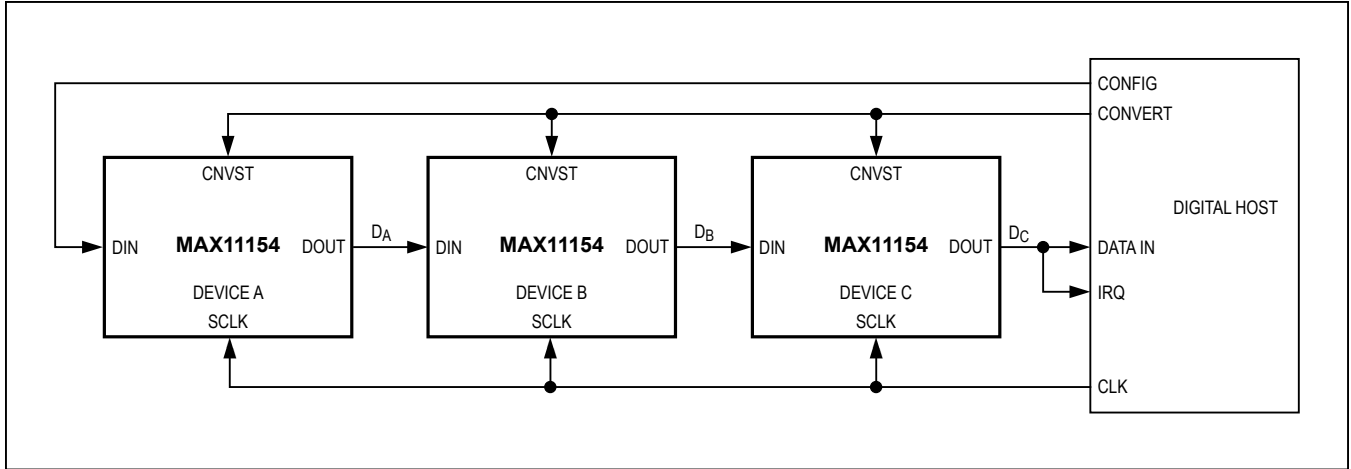 CONFIG
CONVERT
CNVST
CNVST
CNVST
DIGITAL HOST
DIN
MAX11154
DOUT
DA
DIN
MAX11154
DOUT
DB
DIN
MAX11154
DOUT
DC
DATA IN
DEVICE A
DEVICE B
DEVICE C
IRQ
SCLK
SCLK
SCLK
CLK